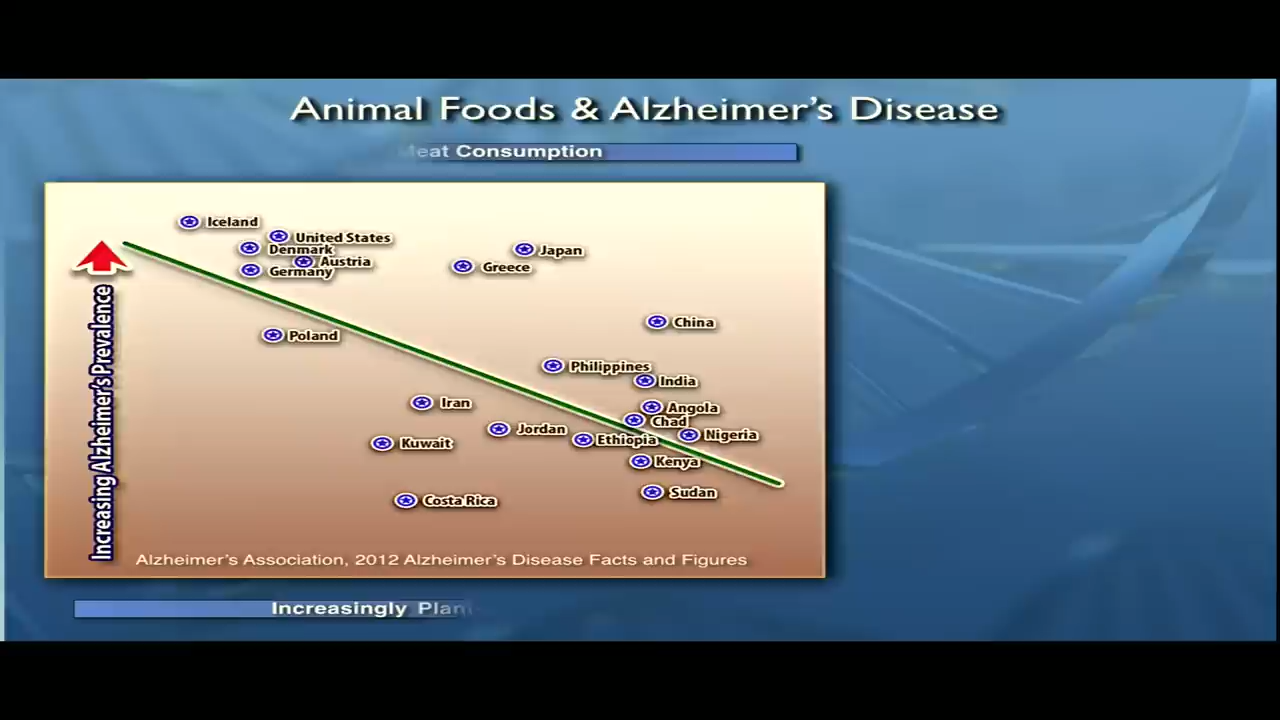 Animal Foods & Alzheimer's Disease
Meat Consumption
Iceland
United States
Denmark
Austria
Germany
Japan
Greece
China
Poland
Philippines
India
Iran
Angola
Chad
Jordan
Nigeria
Ethiopia
Kuwait
Kenya
Sudan
Costa Rica
Increasing Alzheimer's Prevalence
Alzheimer's Association, 2012 Alzheimer's Disease Facts and Figures
Increasingly Plan